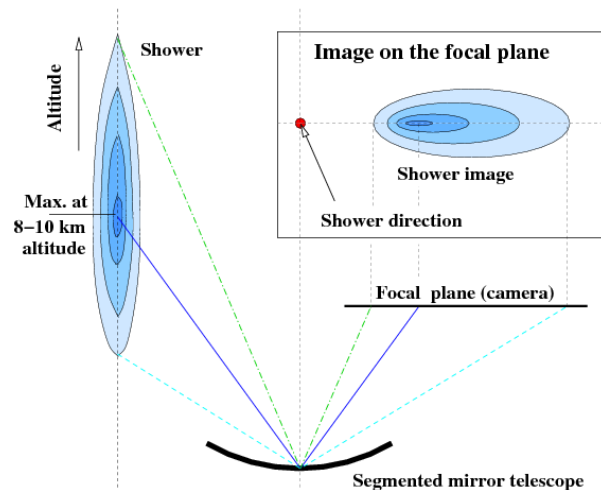 Shower
Altitude
Max. at
8−10 km
altitude
Image on the focal plane
Shower image
Shower direction
Focal plane (camera)
Segmented mirror telescope